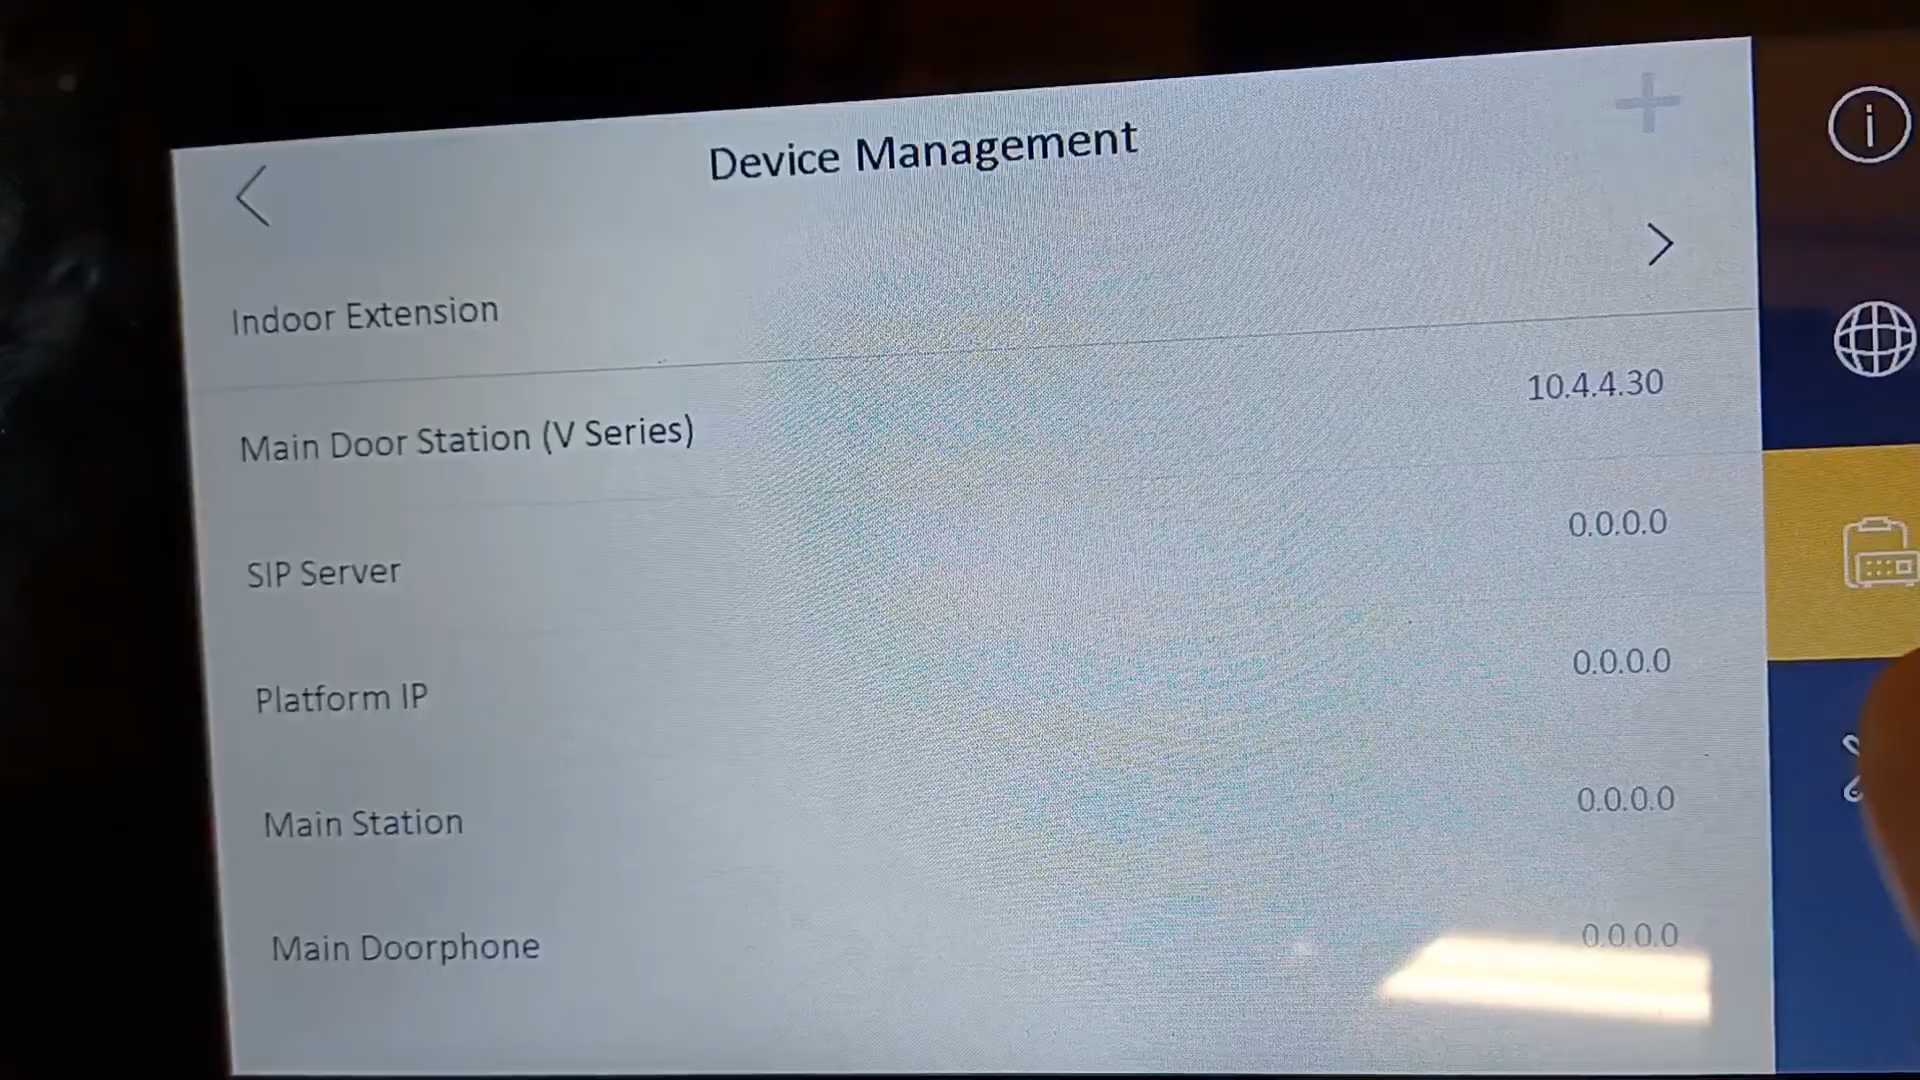 Device Management
Indoor Extension
Main Door Station (V Series) 10.4.4.30
SIP Server 0.0.0.0
Platform IP 0.0.0.0
Main Station 0.0.0.0
Main Doorphone 0.0.0.0